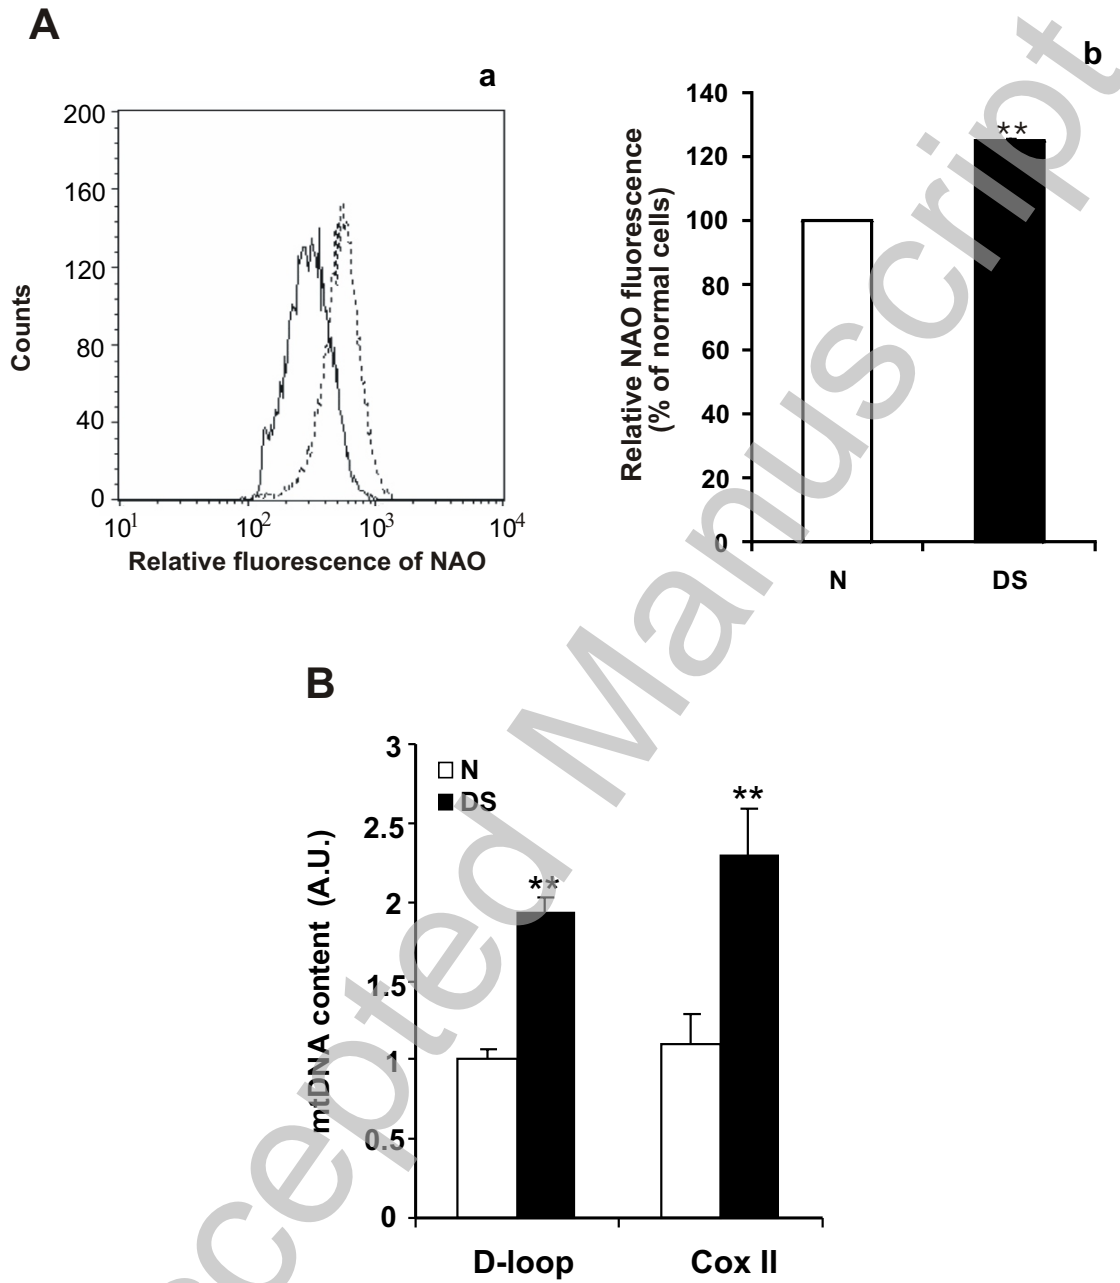 A
a
200
160
120
80
40
0
Counts
10¹
10²
10³
10⁴
Relative fluorescence of NAO
b
140
120
100
80
60
40
20
0
Relative NAO fluorescence
(% of normal cells)
**
N
DS
B
3
2.5
2
1.5
1
0.5
0
mtDNA content (A.U.)
N
DS
**
**
D-loop
Cox II
cepted Manuscript